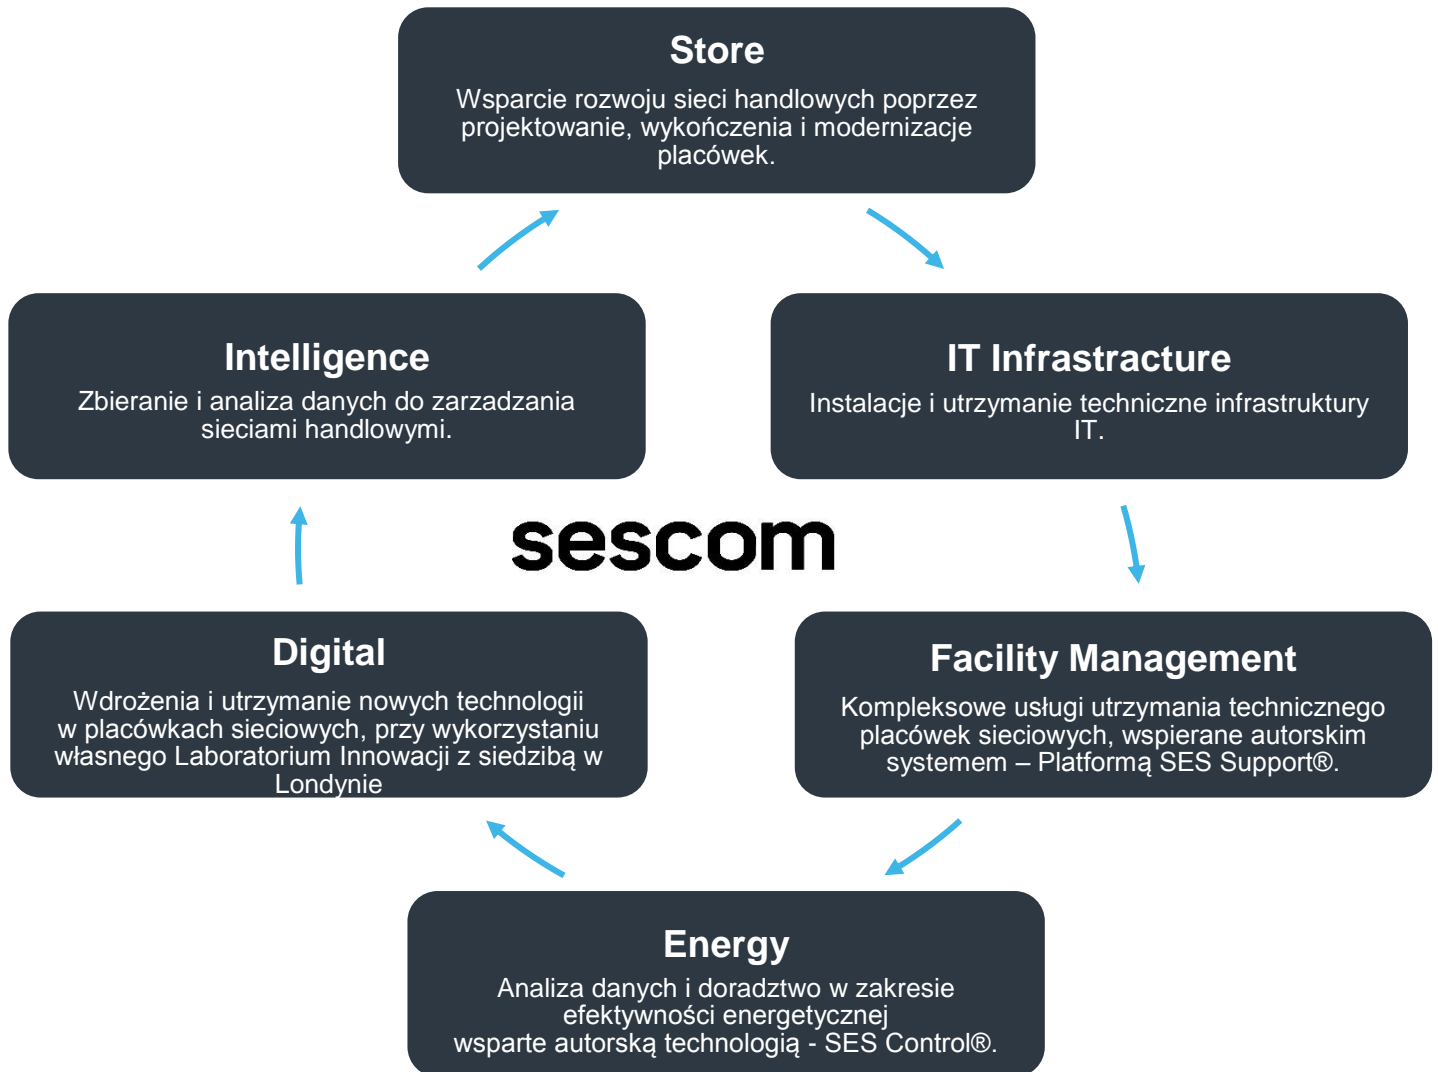 Store
Wsparcie rozwoju sieci handlowych poprzez
projektowanie, wykończenia i modernizacje
placówek.
Intelligence
Zbieranie i analiza danych do zarzadzania
sieciami handlowymi.
IT Infrastracture
Instalacje i utrzymanie techniczne infrastruktury
IT.
sescom
Digital
Wdrożenia i utrzymanie nowych technologii
w placówkach sieciowych, przy wykorzystaniu
własnego Laboratorium Innowacji z siedzibą w
Londynie
Facility Management
Kompleksowe usługi utrzymania technicznego
placówek sieciowych, wspierane autorskim
systemem – Platformą SES Support®.
Energy
Analiza danych i doradztwo w zakresie
efektywności energetycznej
wsparte autorską technologią - SES Control®.